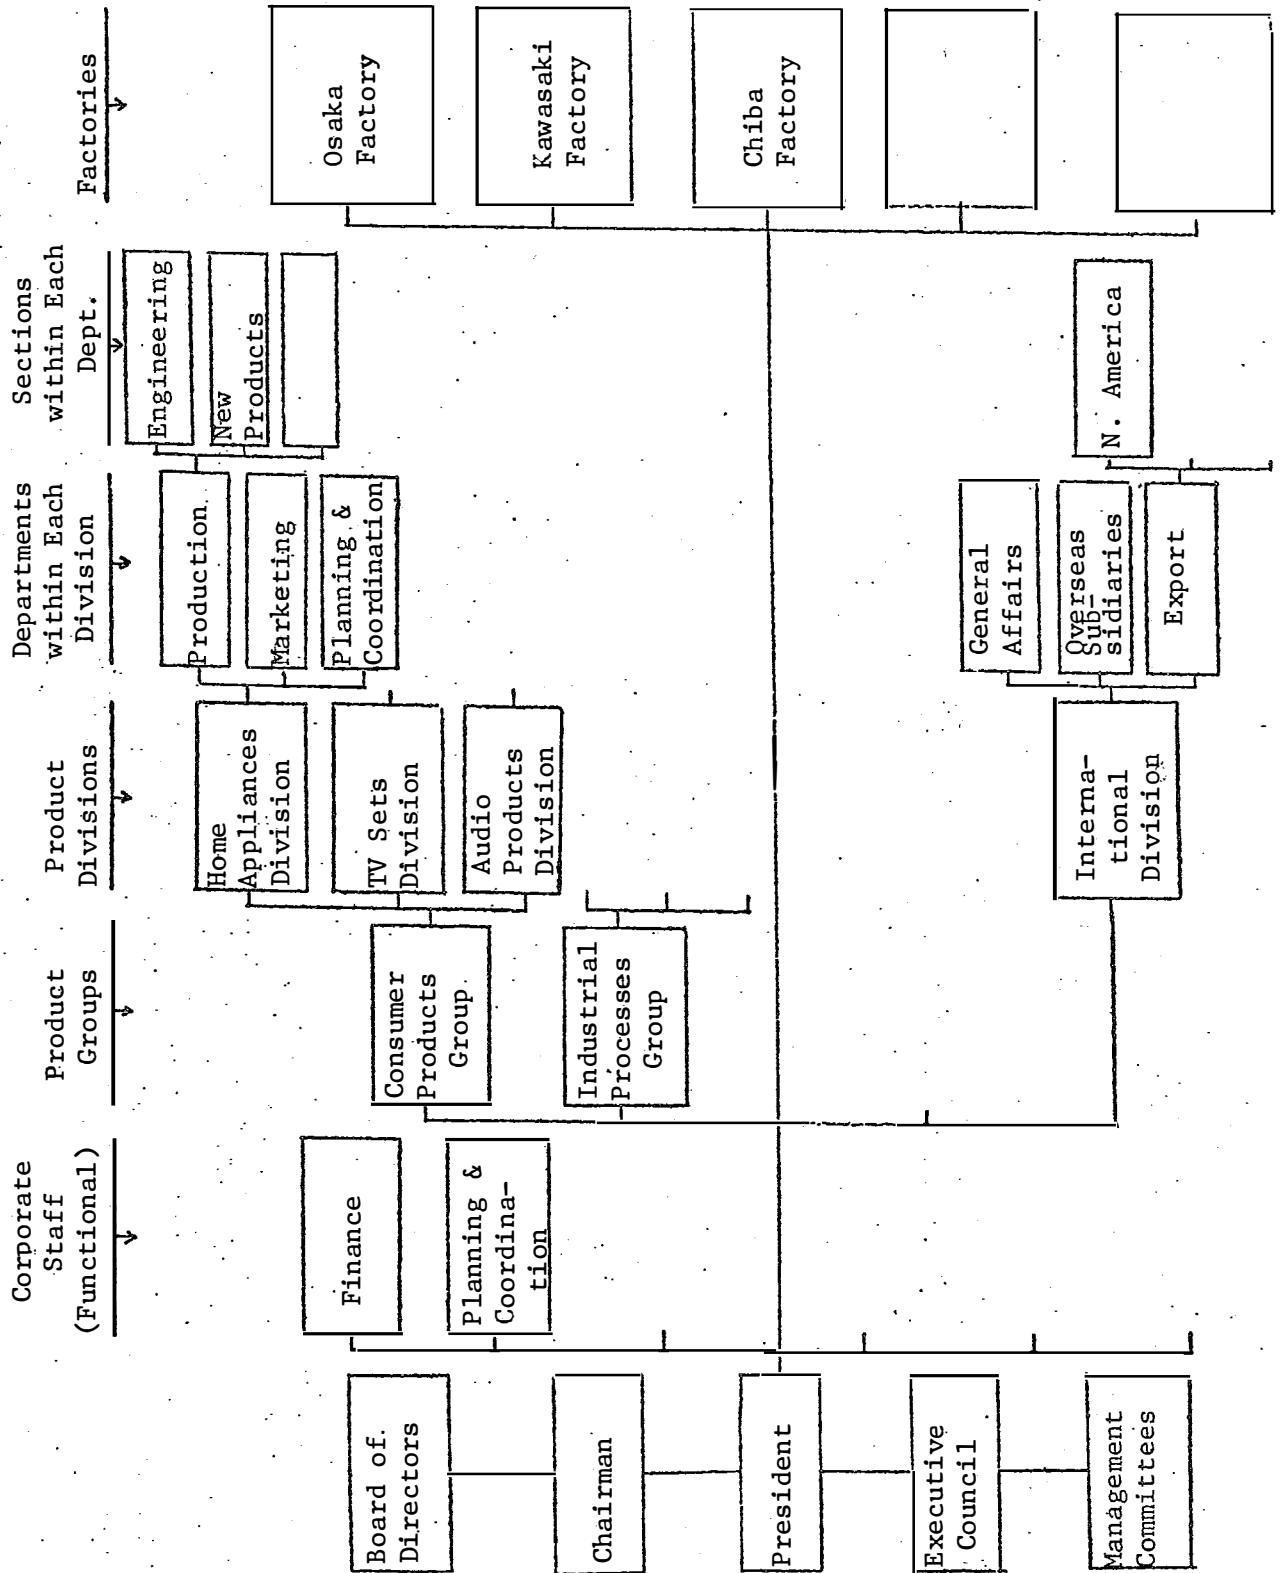 Corporate
Staff
(Functional)
Product
Groups
Product
Divisions
Departments
within Each
Division
Sections
within Each
Dept.
Factories
Board of.
Directors
Chairman
President
Executive
Council
Management
Committees
Finance
Planning &
Coordina-
tion
Consumer
Products
Group
Industrial
Processes
Group
Home
Appliances
Division
TV Sets
Division
Audio
Products
Division
Interna-
tional
Division
Production
Marketing
Planning &
Coordination
General
Affairs
Overseas
Sub-
sidiaries
Export
Engineering
New
Products
N. America
Osaka
Factory
Kawasaki
Factory
Chiba
Factory